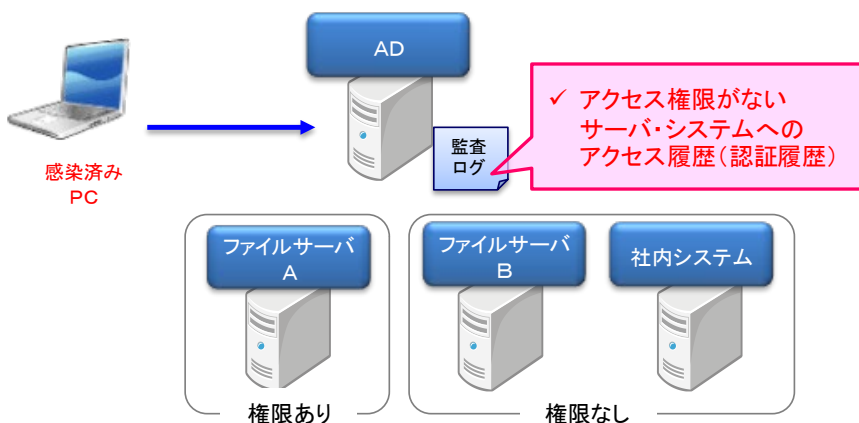 AD
✓ アクセス権限がない
サーバ・システムへの
アクセス履歴(認証履歴)
監査
ログ
感染済み
PC
ファイルサーバ
A
ファイルサーバ
B
社内システム
権限あり
権限なし